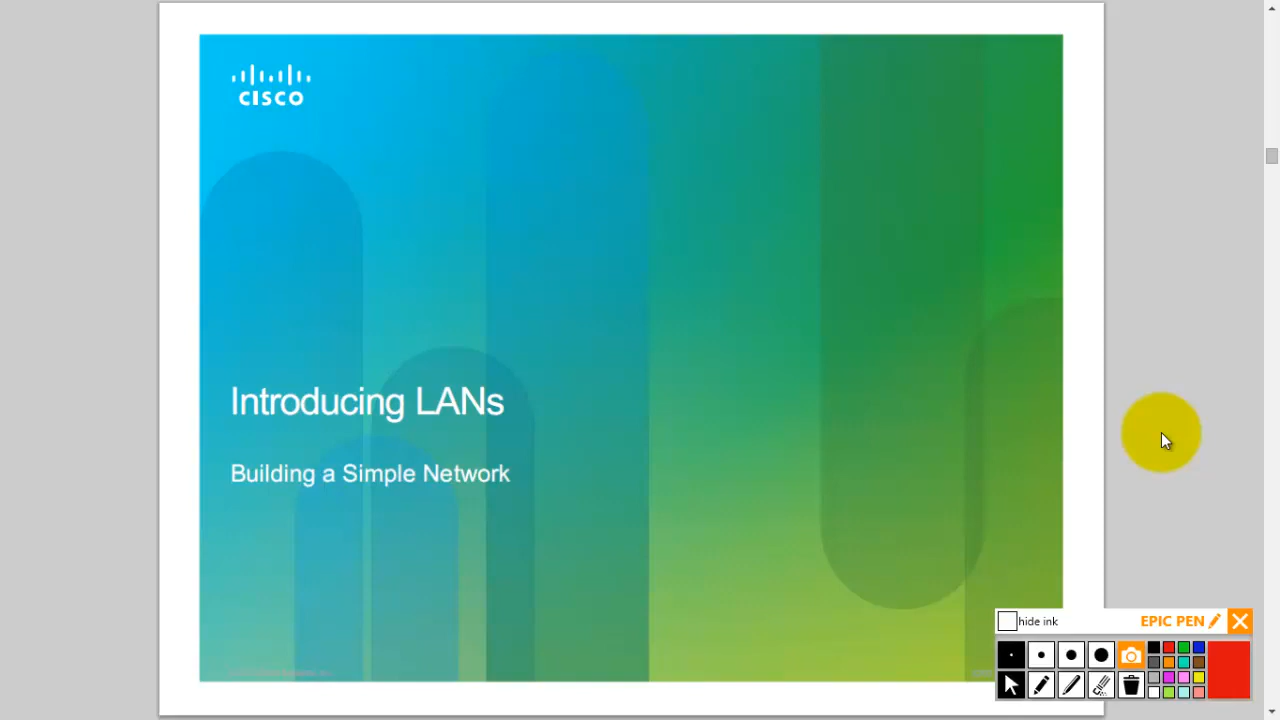 CISCO
Introducing LANs
Building a Simple Network
hide ink
EPIC PEN